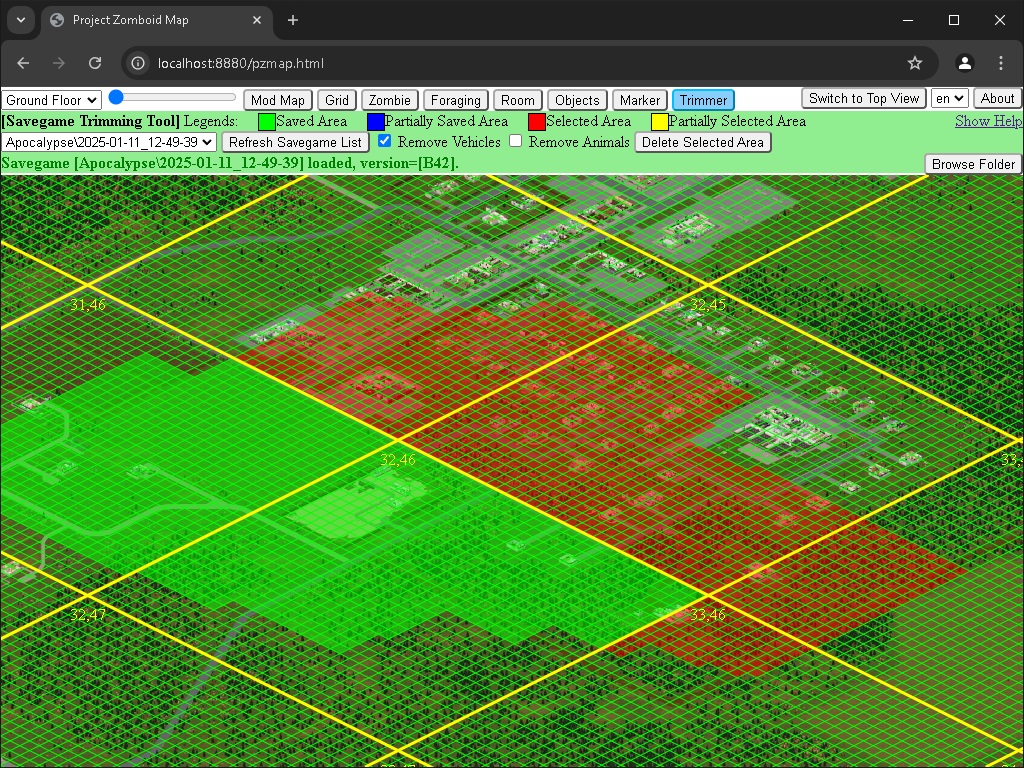 Project Zomboid Map
localhost:8880/pzmap.html
Ground Floor Mod Map Grid Zombie Foraging Room Objects Marker Trimmer Switch to Top View en About
[Savegame Trimming Tool] Legends: Saved Area Partially Saved Area Selected Area Partially Selected Area Show Help
Apocalypse\2025-01-11_12-49-39 Refresh Savegame List Remove Vehicles Remove Animals Delete Selected Area
Savegame [Apocalypse\2025-01-11_12-49-39] loaded, version=[B42]. Browse Folder
31,46 32,45
32,46 33,
32,47 33,46